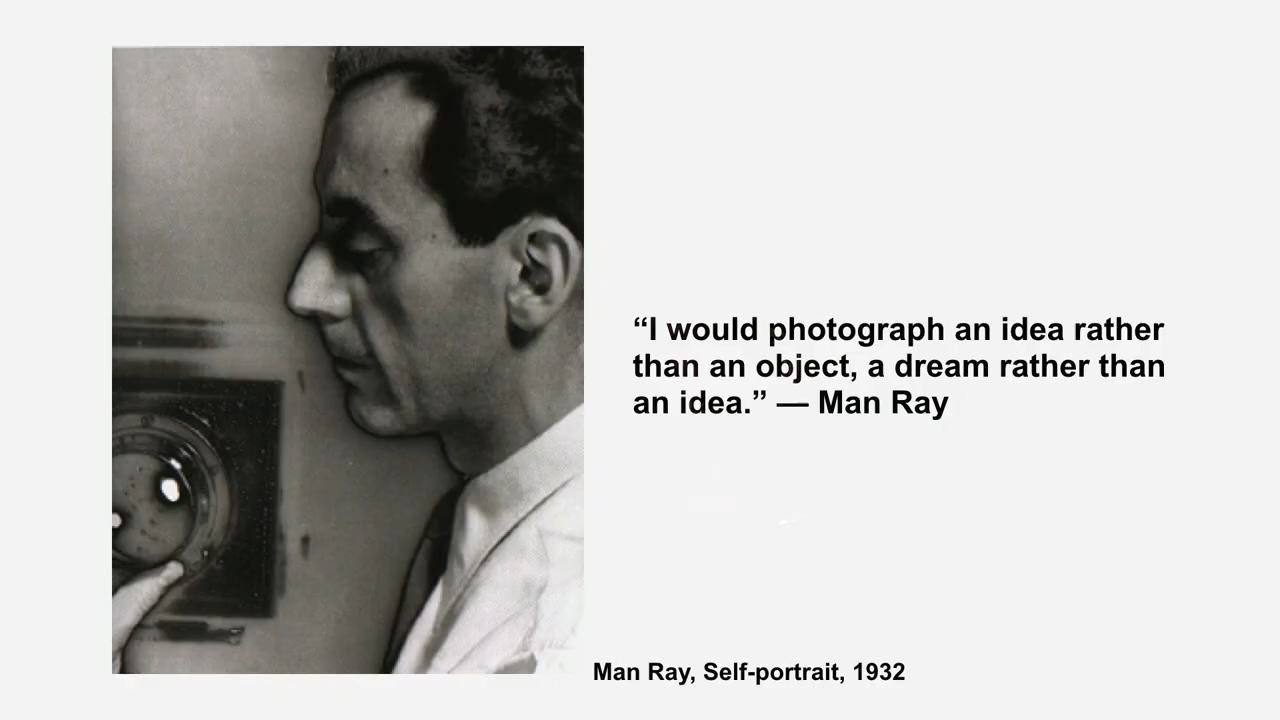 “I would photograph an idea rather
than an object, a dream rather than
an idea.” — Man Ray
Man Ray, Self-portrait, 1932